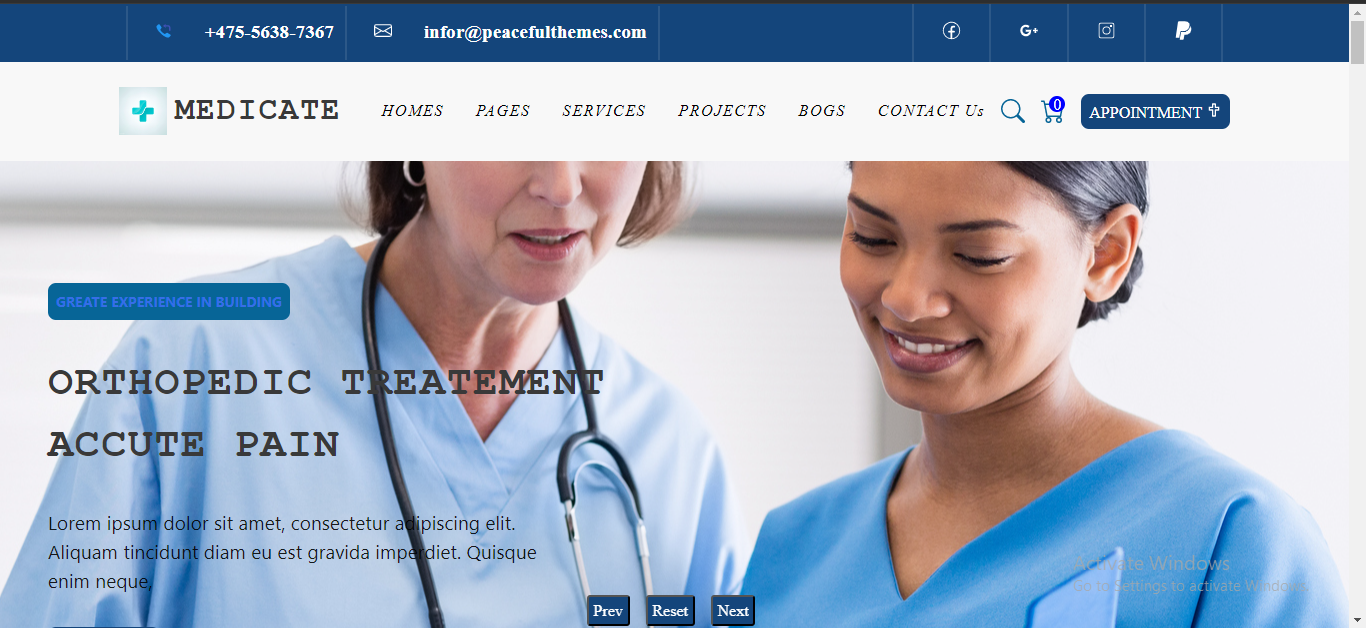 +475-5638-7367 infor@peacefulthemes.com
MEDICATE HOMES PAGES SERVICES PROJECTS BOGS CONTACT Us 0 APPOINTMENT
GREATE EXPERIENCE IN BUILDING
ORTHOPEDIC TREATEMENT
ACCUTE PAIN
Lorem ipsum dolor sit amet, consectetur adipiscing elit.
Aliquam tincidunt diam eu est gravida imperdiet. Quisque
enim neque,
Activate Windows
Go to Settings to activate Windows.
Prev Reset Next